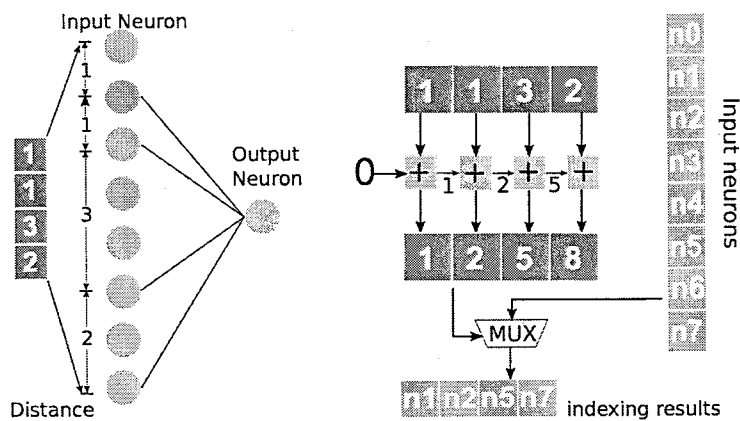 Input Neuron
1
1
3
2
1
1
3
2
Output
Neuron
Distance
1 1 3 2
0 + + + +
1 2 5
1 2 5 8
MUX
n1 n2 n5 n7
indexing results
n0
n1
n2
n3
n4
n5
n6
n7
Input neurons